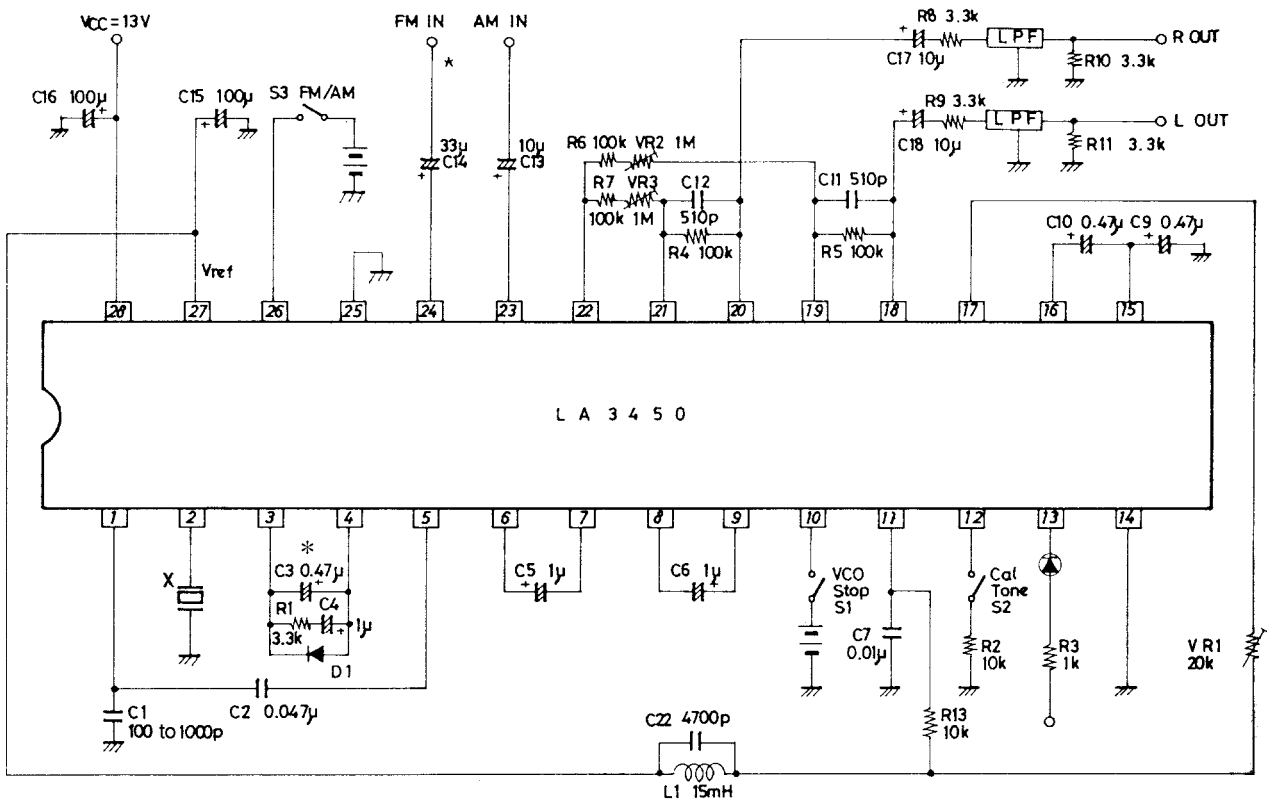 VCC=13V
FM IN
AM IN
R8 3.3k
LPF
R OUT
C17 10µ
R10 3.3k
C16 100µ
+
C15 100µ
+
S3 FM/AM
*
R9 3.3k
LPF
L OUT
C18 10µ
R11 3.3k
33µ
C14
+
10µ
C13
+
R6 100k VR2 1M
R7
VR3
100k 1M
C12
510p
R4 100k
C11 510p
R5 100k
C10 0.47µ
C9 0.47µ
+
+
Vref
28
27
26
25
24
23
22
21
20
19
18
17
16
15
LA3450
1
2
3
4
5
6
7
8
9
10
11
12
13
14
X
*
C3 0.47µ
+
R1
3.3k
C4
+
1µ
D1
C5 1µ
+
C6 1µ
+
VCO
Stop
S1
C7
0.01µ
Cal
Tone
S2
R2
10k
R3
1k
VR1
20k
C1
100 to 1000p
C2 0.047µ
C22 4700p
R13
10k
L1 15mH